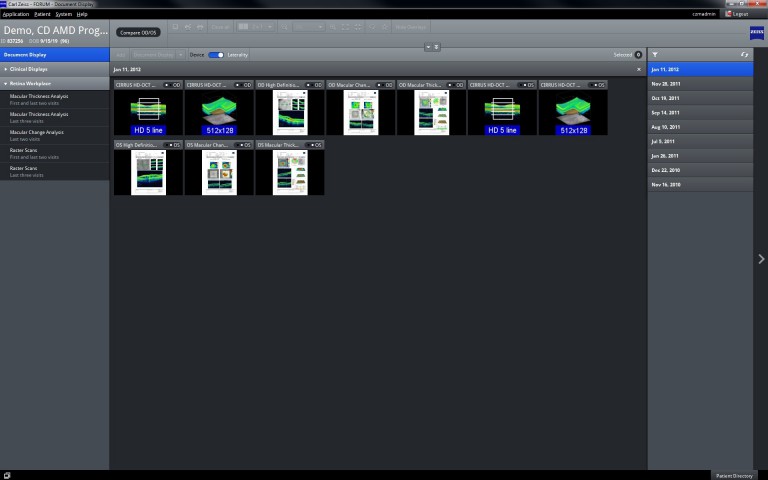 Carl Zeiss - FORUM - Document Display
Application Patient System Help
czmadmin Logout
Demo, CD AMD Prog...
ID 837256 DOB 9/15/19 (96)
Compare OD/OS
ZEISS
Document Display
Device Laterality
Selected 0
Clinical Displays
Retina Workplace
Macular Thickness Analysis
First and last two visits
Macular Thickness Analysis
Last three visits
Macular Change Analysis
Last two visits
Raster Scans
First and last two visits
Raster Scans
Last three visits
Jan 11, 2012
CIRRUS HD-OCT ... OD
CIRRUS HD-OCT ... OD
OD High Definitio... OD
OD Macular Chan... OD
OD Macular Thick... OD
CIRRUS HD-OCT ... OS
CIRRUS HD-OCT ... OS
HD 5 line
512x128
HD 5 line
512x128
OS High Definitio... OS
OS Macular Chan... OS
OS Macular Thick... OS
Jan 11, 2012
Nov 28, 2011
Oct 19, 2011
Sep 14, 2011
Aug 10, 2011
Jul 5, 2011
Jan 26, 2011
Dec 22, 2010
Nov 16, 2010
Patient Directory